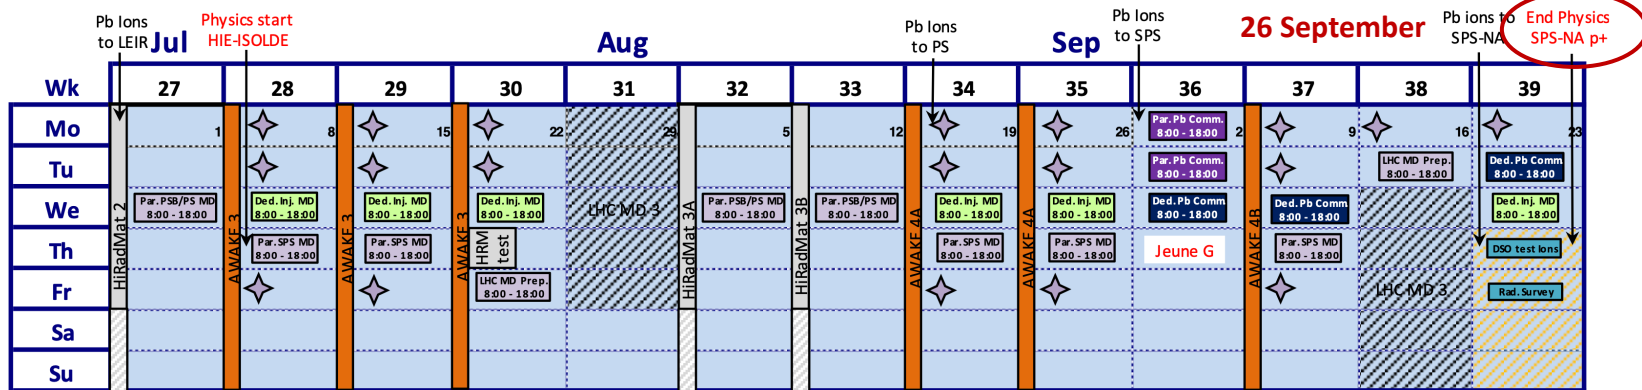 Pb Ions
to LEIR
Jul
Physics start
HIE-ISOLDE
Aug
Pb Ions
to PS
Sep
Pb Ions
to SPS
26 September
Pb ions to
SPS-NA
End Physics
SPS-NA p+
Wk 27 28 29 30 31 32 33 34 35 36 37 38 39
Mo 1 8 15 22 29 5 12 19 26 Par. Pb Comm. 2 9 16 23
8:00 - 18:00
Tu Par. Pb Comm. LHC MD Prep. Ded. Pb Comm
8:00 - 18:00 8:00 - 18:00 8:00 - 18:00
We Par. PSB/PS MD Ded. Inj. MD Ded. Inj. MD Ded. Inj. MD LHC MD 3 Par. PSB/PS MD Par. PSB/PS MD Ded. Inj. MD Ded. Inj. MD Ded. Pb Comm Ded. Pb Comm Ded. Inj. MD
8:00 - 18:00 8:00 - 18:00 8:00 - 18:00 8:00 - 18:00 8:00 - 18:00 8:00 - 18:00 8:00 - 18:00 8:00 - 18:00 8:00 - 18:00 8:00 - 18:00 8:00 - 18:00
Th Par. SPS MD Par. SPS MD HRM test Par. SPS MD Par. SPS MD Jeune G Par. SPS MD DSO test Ions
8:00 - 18:00 8:00 - 18:00 8:00 - 18:00 8:00 - 18:00 8:00 - 18:00
Fr LHC MD Prep. LHC MD 3 Rad. Survey
8:00 - 18:00
Sa
Su
HiRadMat 2
AWAKE 3
AWAKE 3
AWAKE 3
HiRadMat 3A
HiRadMat 3B
AWAKE 4A
AWAKE 4A
AWAKE 4B